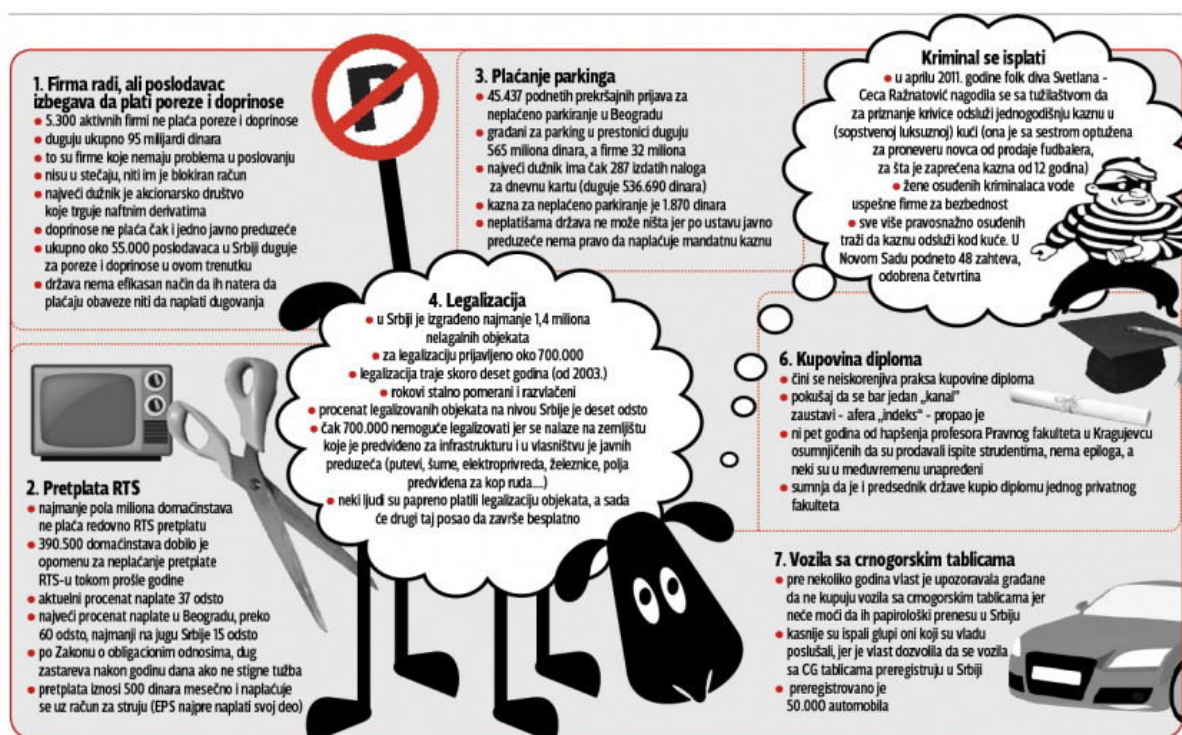 1. Firma radi, ali poslodavac
izbegava da plati poreze i doprinose
• 5.300 aktivnih firmi ne plaća poreze i doprinose
• duguju ukupno 95 milijardi dinara
• to su firme koje nemaju problema u poslovanju
• nisu u stečaju, niti im je blokiran račun
• najveći dužnik je akcionarsko društvo
koje trguje naftnim derivatima
• doprinose ne plaća čak i jedno javno preduzeće
• ukupno oko 55.000 poslodavaca u Srbiji duguje
za poreze i doprinose u ovom trenutku
• država nema efikasan način da ih natera da
plaćaju obaveze niti da naplati dugovanja
P
2. Pretplata RTS
• najmanje pola miliona domaćinstava
ne plaća redovno RTS pretplatu
• 390.500 domaćinstava dobilo je
opomenu za neplaćanje pretplate
RTS-u tokom prošle godine
• aktuelni procenat naplate 37 odsto
• najveći procenat naplate u Beogradu, preko
60 odsto, najmanji na jugu Srbije 15 odsto
• po Zakonu o obligacionim odnosima, dug
zastareva nakon godinu dana ako ne stigne tužba
• pretplata iznosi 500 dinara mesečno i naplaćuje
se uz račun za struju (EPS najpre naplati svoj deo)
3. Plaćanje parkinga
• 45.437 podnetih prekršajnih prijava za
neplaćeno parkiranje u Beogradu
• građani za parking u prestonici duguju
565 miliona dinara, a firme 32 miliona
• najveći dužnik ima čak 287 izdatih naloga
za dnevnu kartu (duguje 536.690 dinara)
• kazna za neplaćeno parkiranje je 1.870 dinara
• neplatišama država ne može ništa jer po ustavu javno
preduzeće nema pravo da naplaćuje mandatnu kaznu
4. Legalizacija
• u Srbiji je izgrađeno najmanje 1,4 miliona
nelagalnih objekata
• za legalizaciju prijavljeno oko 700.000
• legalizacija traje skoro deset godina (od 2003.)
• rokovi stalno pomerani i razvlačeni
• procenat legalizovanih objekata na nivou Srbije je deset odsto
• čak 700.000 nemoguće legalizovati jer se nalaze na zemljištu
koje je predviđeno za infrastrukturu i u vlasništvu je javnih
preduzeća (putevi, šume, elektroprivreda, železnice, polja
predviđena za kop ruda....)
• neki ljudi su papreno platili legalizaciju objekata, a sada
će drugi taj posao da završe besplatno
Kriminal se isplati
• u aprilu 2011. godine folk diva Svetlana -
Ceca Ražnatović nagodila se sa tužilaštvom da
za priznanje krivice odsluži jednogodišnju kaznu u
(sopstvenoj luksuznoj) kući (ona je sa sestrom optužena
za proneveru novca od prodaje fudbalera,
za šta je zaprećena kazna od 12 godina)
• žene osuđenih kriminalaca vode
uspešne firme za bezbednost
• sve više pravosnažno osuđenih
traži da kaznu odsluži kod kuće. U
Novom Sadu podneto 48 zahteva,
odobrena četvrtina
6. Kupovina diploma
• čini se neiskorenjiva praksa kupovine diploma
• pokušaj da se bar jedan „kanal“
zaustavi - afera „indeks“ - propao je
• ni pet godina od hapšenja profesora Pravnog fakulteta u Kragujevcu
osumnjičenih da su prodavali ispite strudentima, nema epiloga, a
neki su u međuvremenu unapređeni
• sumnja da je i predsednik države kupio diplomu jednog privatnog
fakulteta
7. Vozila sa crnogorskim tablicama
• pre nekoliko godina vlast je upozoravala građane
da ne kupuju vozila sa crnogorskim tablicama jer
neće moći da ih papirološki prenesu u Srbiju
• kasnije su ispali glupi oni koji su vladu
poslušali, jer je vlast dozvolila da se vozila
sa CG tablicama preregistruju u Srbiji
• preregistrovano je
50.000 automobila